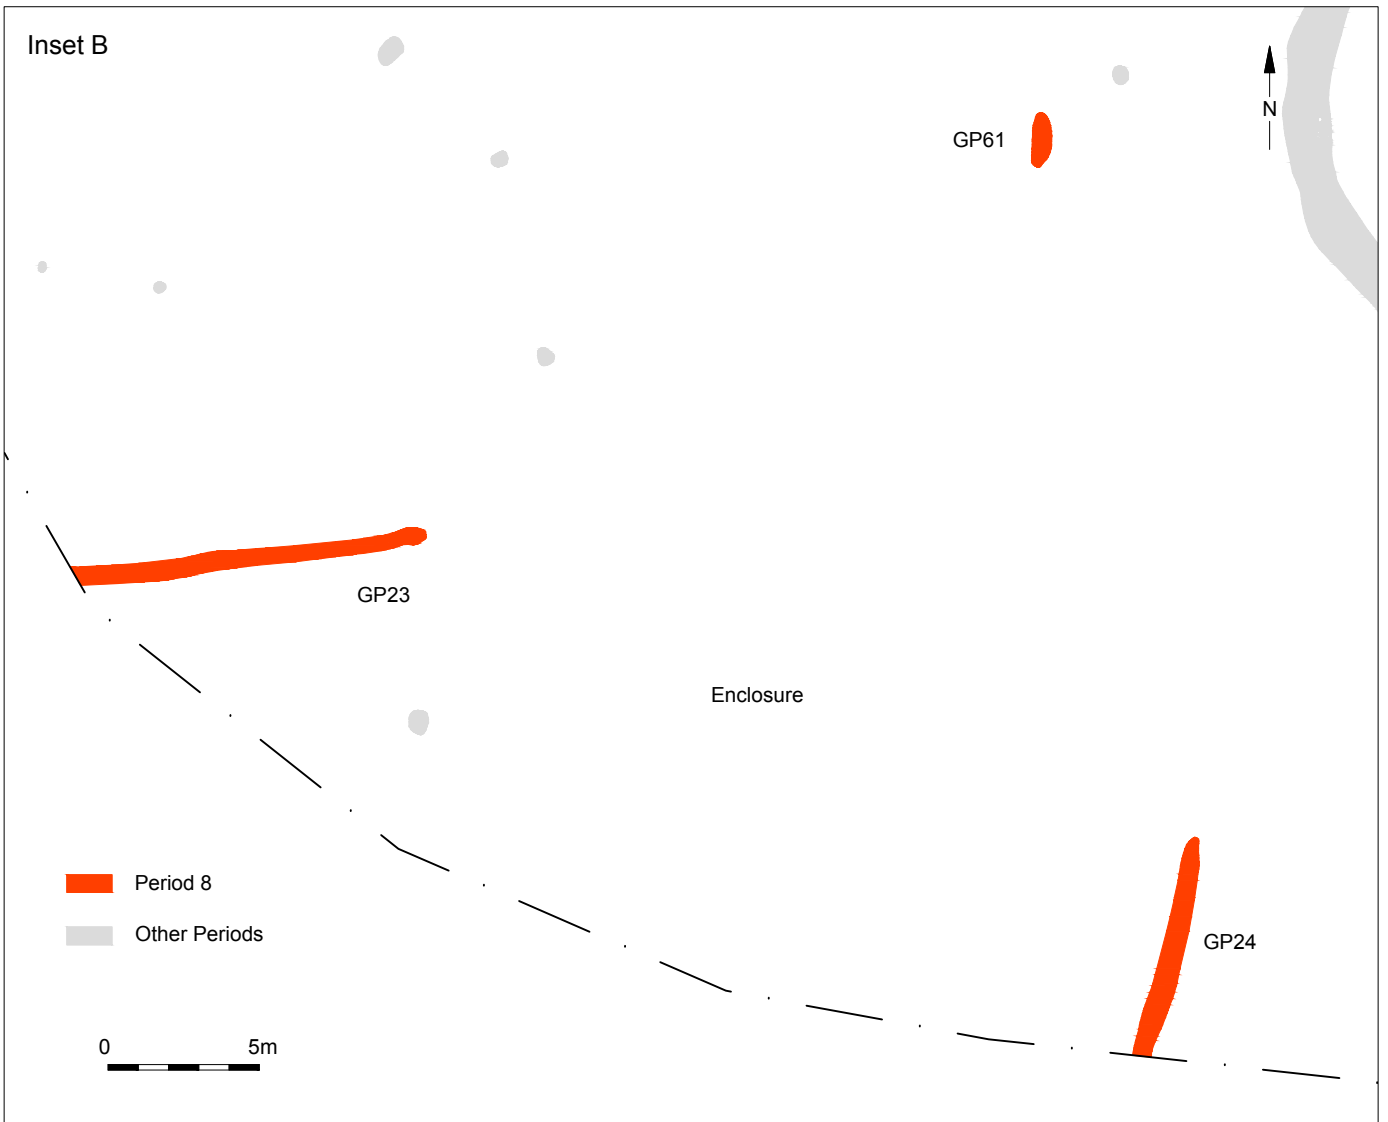 Inset B
N
GP61
GP23
Enclosure
Period 8
Other Periods
GP24
0 5m